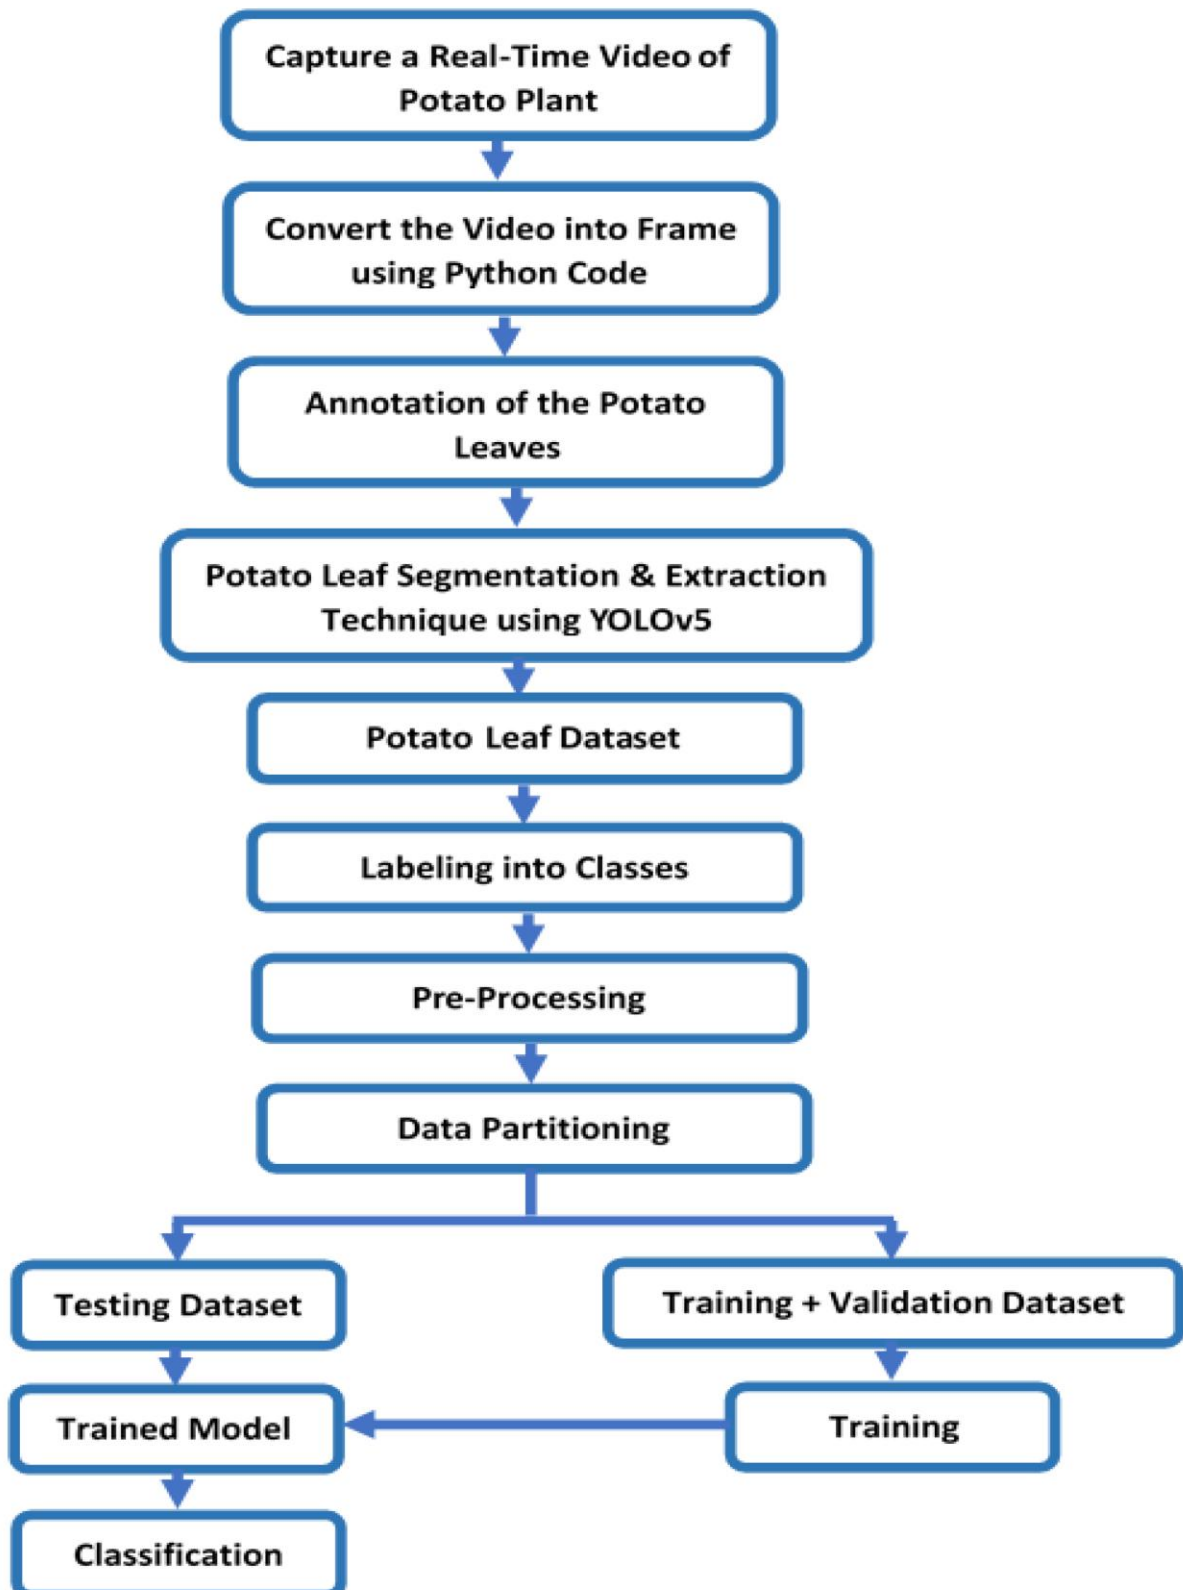 Capture a Real-Time Video of
Potato Plant
Convert the Video into Frame
using Python Code
Annotation of the Potato
Leaves
Potato Leaf Segmentation & Extraction
Technique using YOLOv5
Potato Leaf Dataset
Labeling into Classes
Pre-Processing
Data Partitioning
Testing Dataset
Training + Validation Dataset
Trained Model
Training
Classification